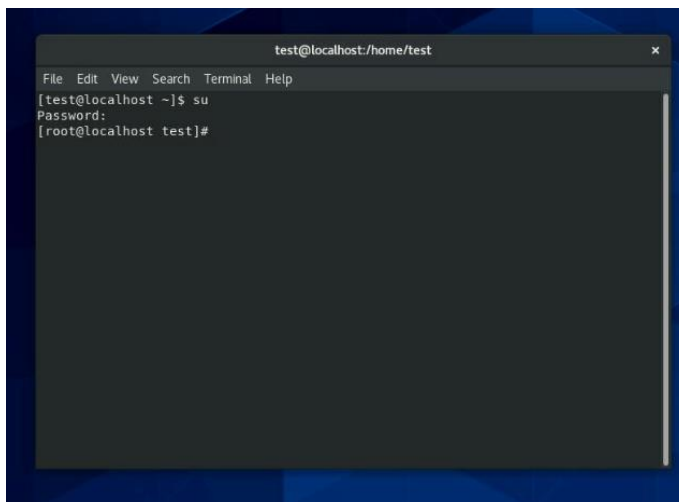 test@localhost:/home/test
×
File Edit View Search Terminal Help
[test@localhost ~]$ su
Password:
[root@localhost test]#